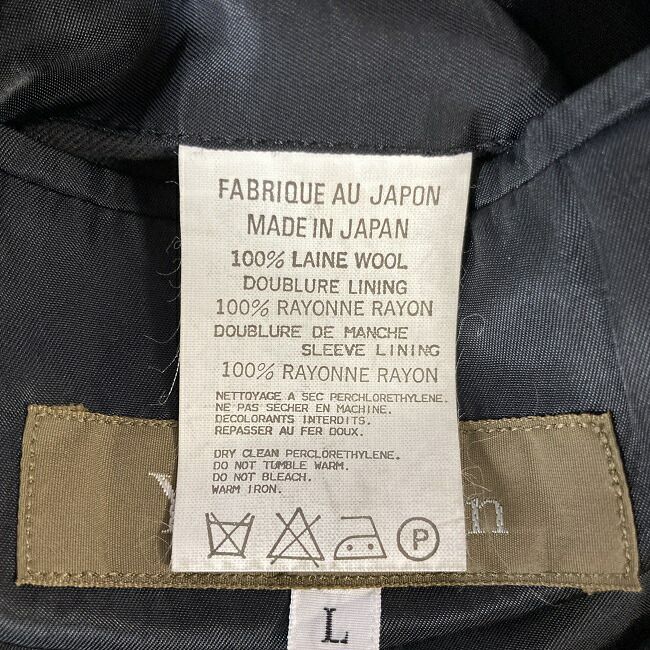 FABRIQUE AU JAPON
MADE IN JAPAN
100% LAINE WOOL
DOUBLURE LINING
100% RAYONNE RAYON
DOUBLURE DE MANCHE
SLEEVE LINING
100% RAYONNE RAYON
NETTOYAGE A SEC PERCHLORETHYLENE.
NE PAS SECHER EN MACHINE.
DECOLORANTS INTERDITS.
REPASSER AU FER DOUX.
DRY CLEAN PERCLORETHYLENE.
DO NOT TUMBLE WARM.
DO NOT BLEACH.
WARM IRON.
P
L